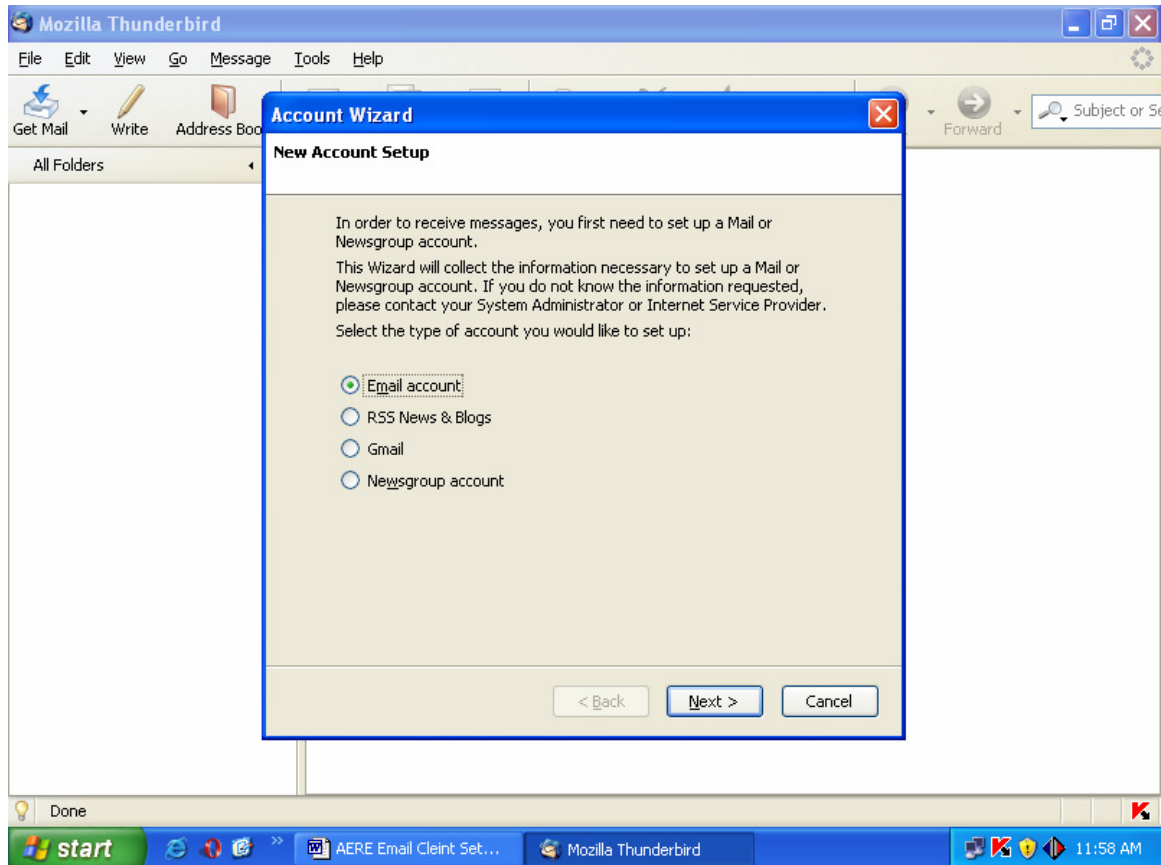 Mozilla Thunderbird
File Edit View Go Message Tools Help
Get Mail Write Address Boo Forward Subject or Se
All Folders
Account Wizard
New Account Setup
In order to receive messages, you first need to set up a Mail or
Newsgroup account.
This Wizard will collect the information necessary to set up a Mail or
Newsgroup account. If you do not know the information requested,
please contact your System Administrator or Internet Service Provider.
Select the type of account you would like to set up:
Email account
RSS News & Blogs
Gmail
Newsgroup account
< Back Next > Cancel
Done
start » AERE Email Cleint Set... Mozilla Thunderbird 11:58 AM